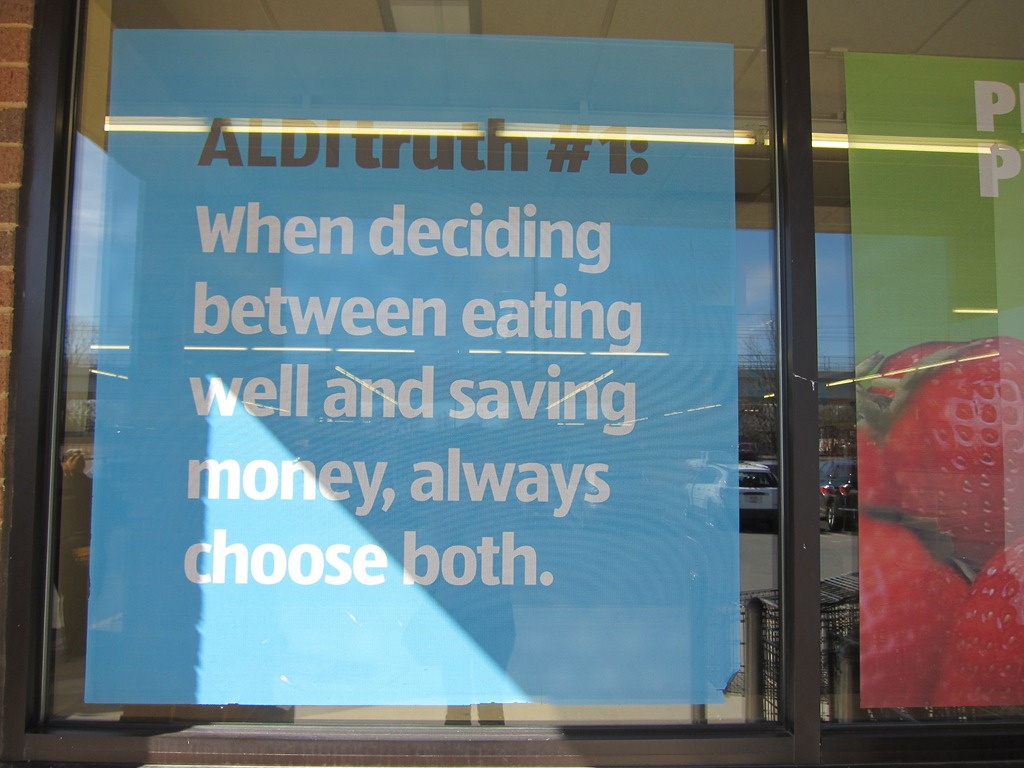 ALDI truth #1:
When deciding
between eating
well and saving
money, always
choose both.